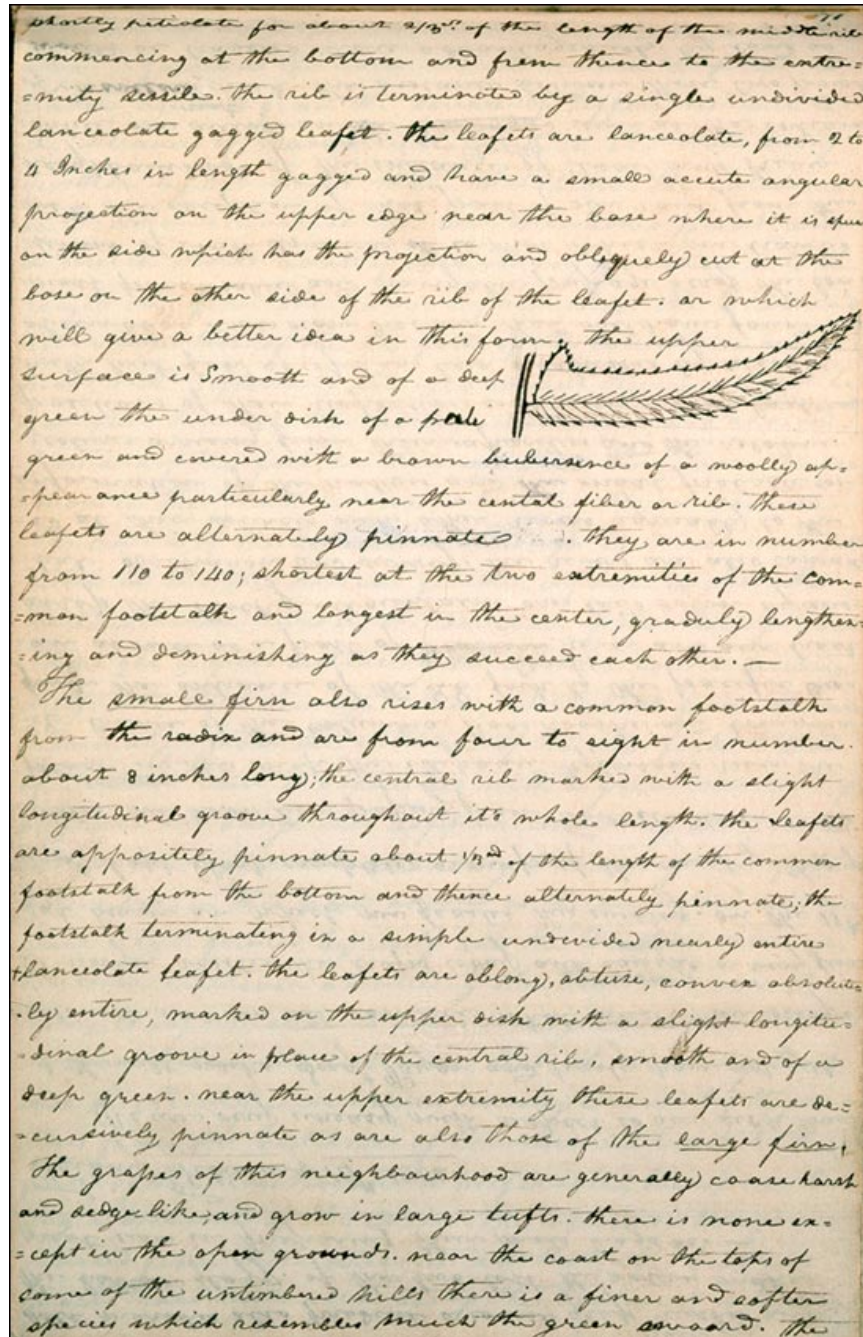 shortly petiolate for about 2/3rds of the length of the middle rib
commencing at the bottom and from thence to the extre=
=mity sessile. the rib is terminated by a single undivided
lanceolate gagged leafet. the leafets are lanceolate, from 2 to
4 Inches in length gagged and have a small accute angular
projection on the upper edge near the base where it is spue
on the side which has the projection and obliquely cut at the
base on the other side of the rib of the leafet. or which
will give a better idea in this form. the upper
surface is Smooth and of a deep
green the under disk of a pale
green and covered with a brown bubersence of a woolly ap=
=pearance particularly near the cental fiber or rib. these
leafets are alternately pinnate. they are in number
from 110 to 140; shortest at the two extremities of the com=
=mon footstalk and longest in the center, graduly lengthen=
=ing and deminishing as they succeed each other. —
The small firn also rises with a common footstalk
from the radix and are from four to eight in number.
about 8 inches long; the central rib marked with a slight
longitudinal groove throughout it's whole length. the leafets
are oppositely pinnate about 1/3rd of the length of the common
footstalk from the bottom and thence alternately pinnate; the
footstalk terminating in a simple undevided nearly entire
lanceolate leafet. the leafets are oblong, obtuse, convex absolute=
=ly entire, marked on the upper disk with a slight longitu=
=dinal groove in place of the central rib, smooth and of a
deep green. near the upper extremity these leafets are de=
=cursively pinnate as are also those of the large firn.
The grapes of this neighbourhood are generally coase harsh
and sedge like, and grow in large tufts. there is none ex=
=cept in the open grounds. near the coast on the tops of
some of the untimbered hills there is a finer and softer
species which resembles much the green swoard. the